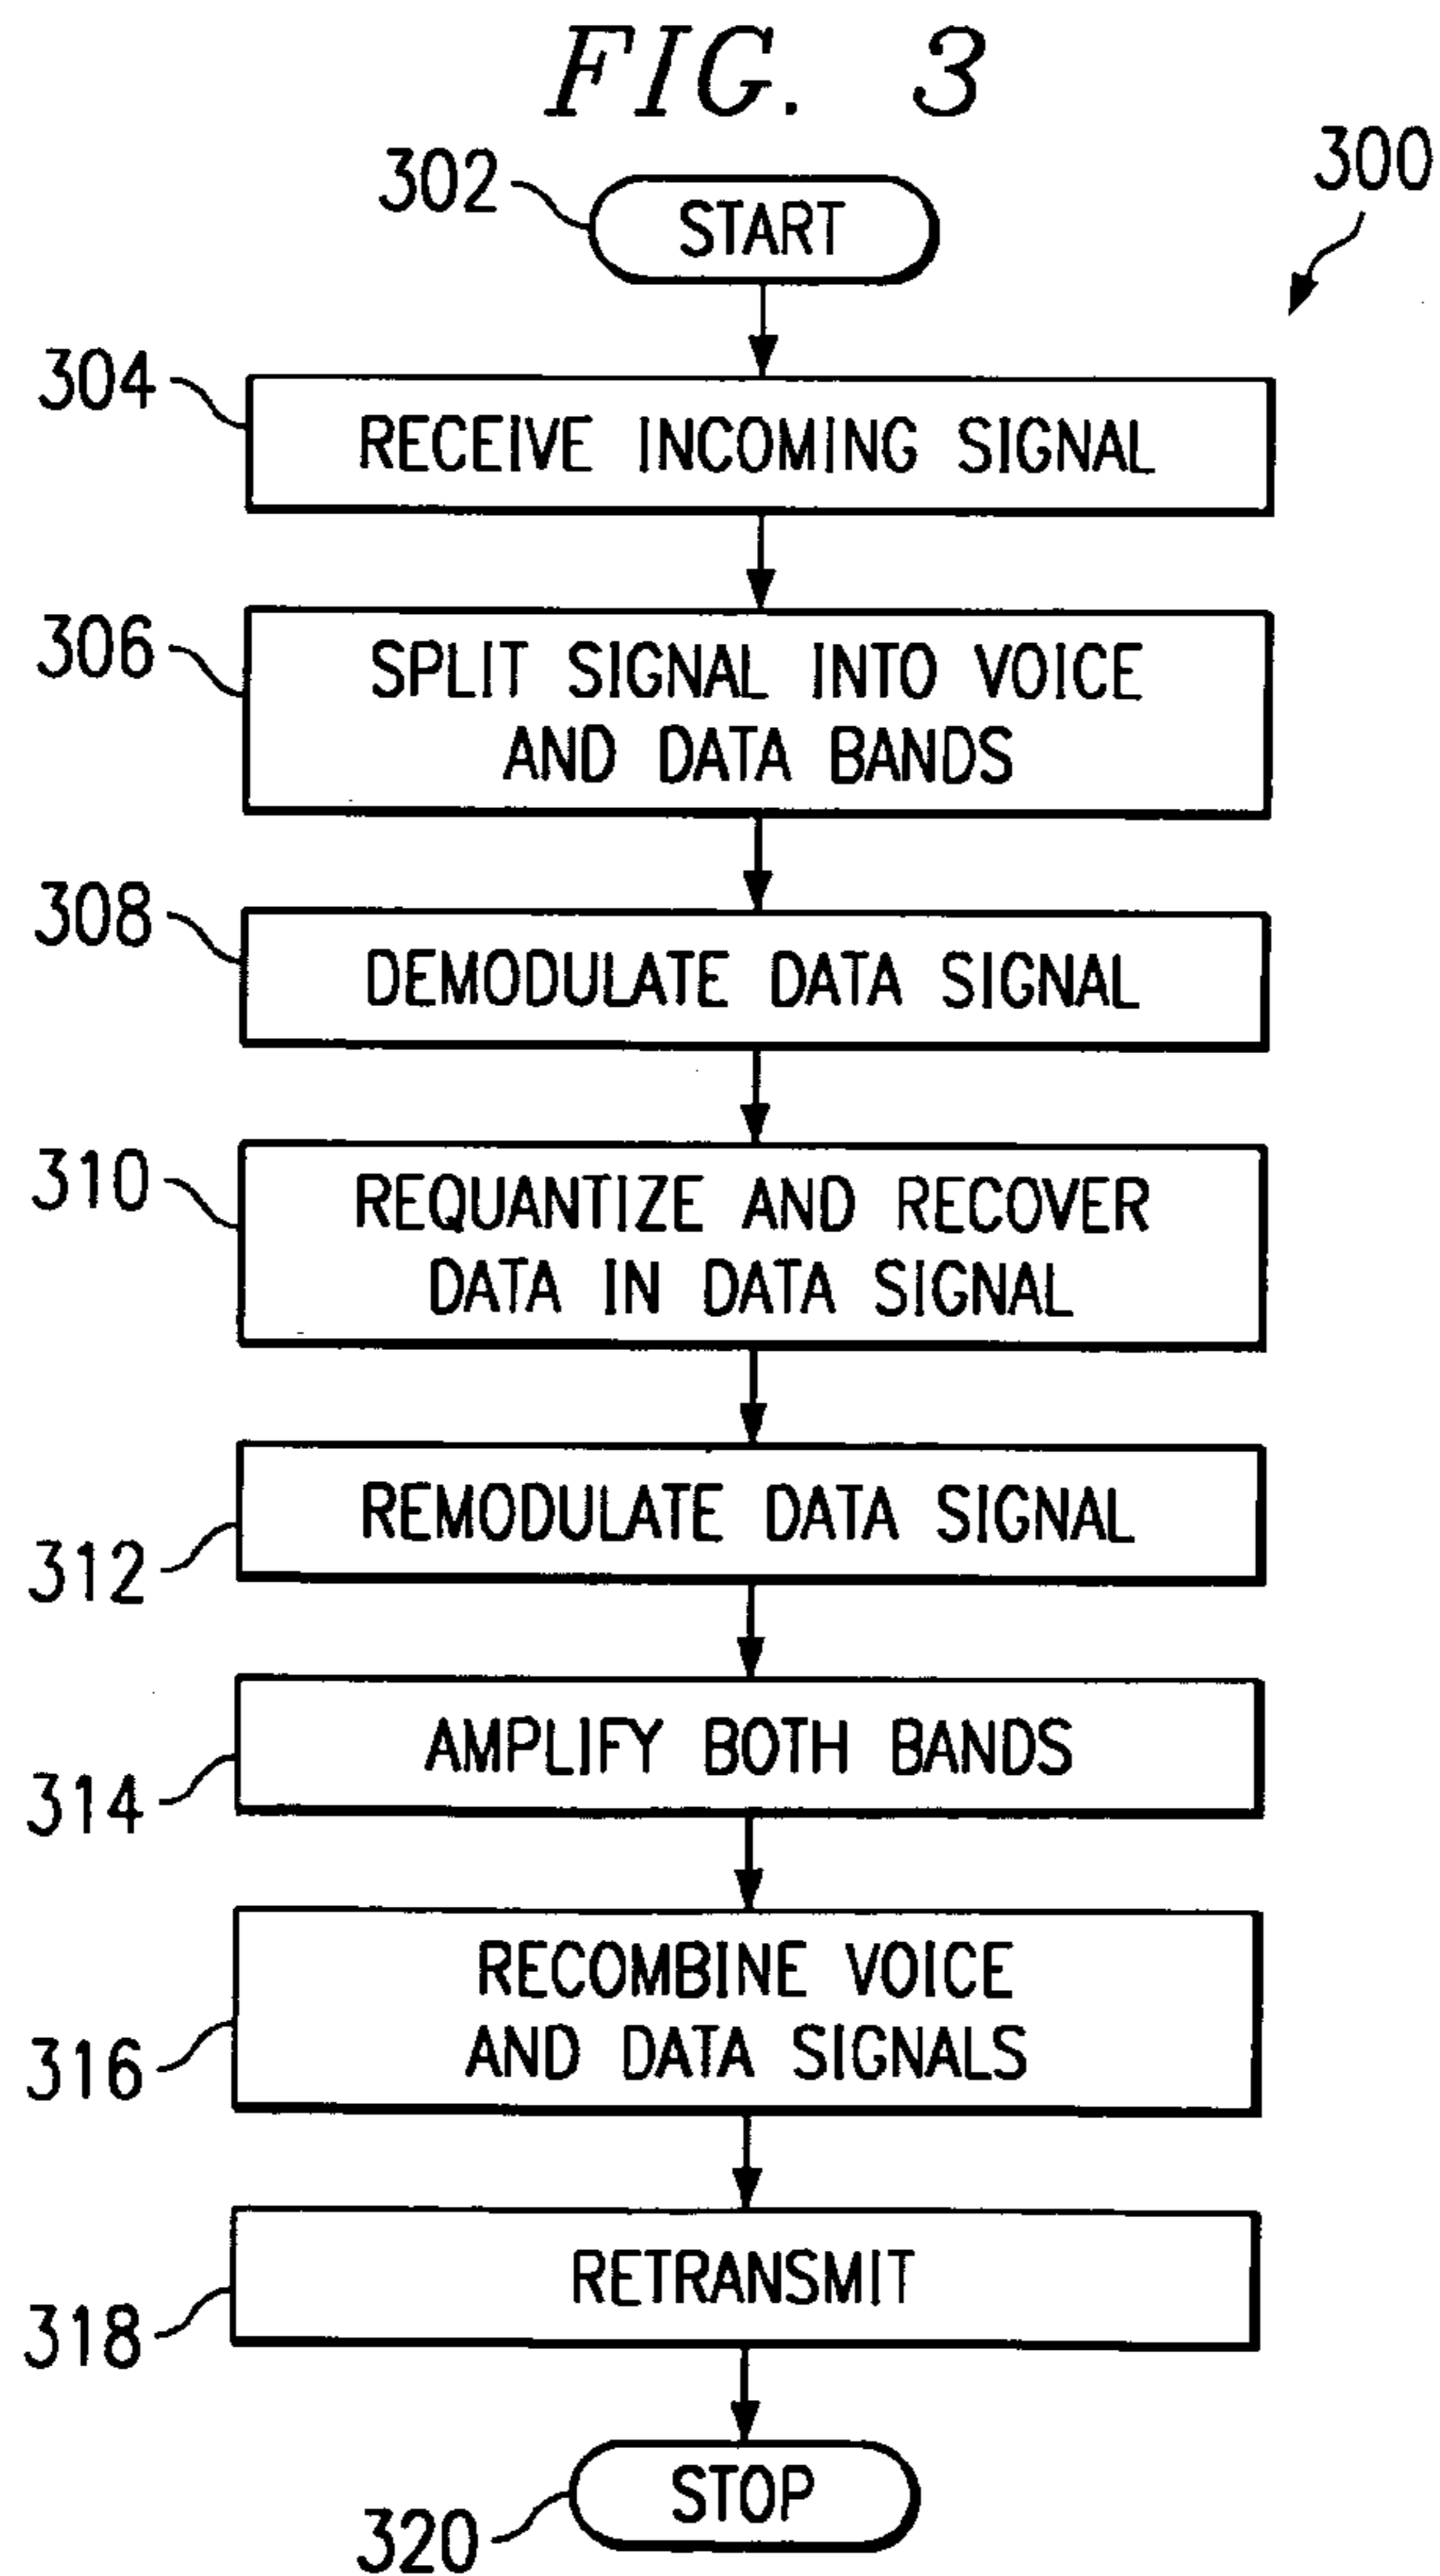 FIG. 3
300
302
START
304
RECEIVE INCOMING SIGNAL
306
SPLIT SIGNAL INTO VOICE
AND DATA BANDS
308
DEMODULATE DATA SIGNAL
310
REQUANTIZE AND RECOVER
DATA IN DATA SIGNAL
312
REMODULATE DATA SIGNAL
314
AMPLIFY BOTH BANDS
316
RECOMBINE VOICE
AND DATA SIGNALS
318
RETRANSMIT
320
STOP